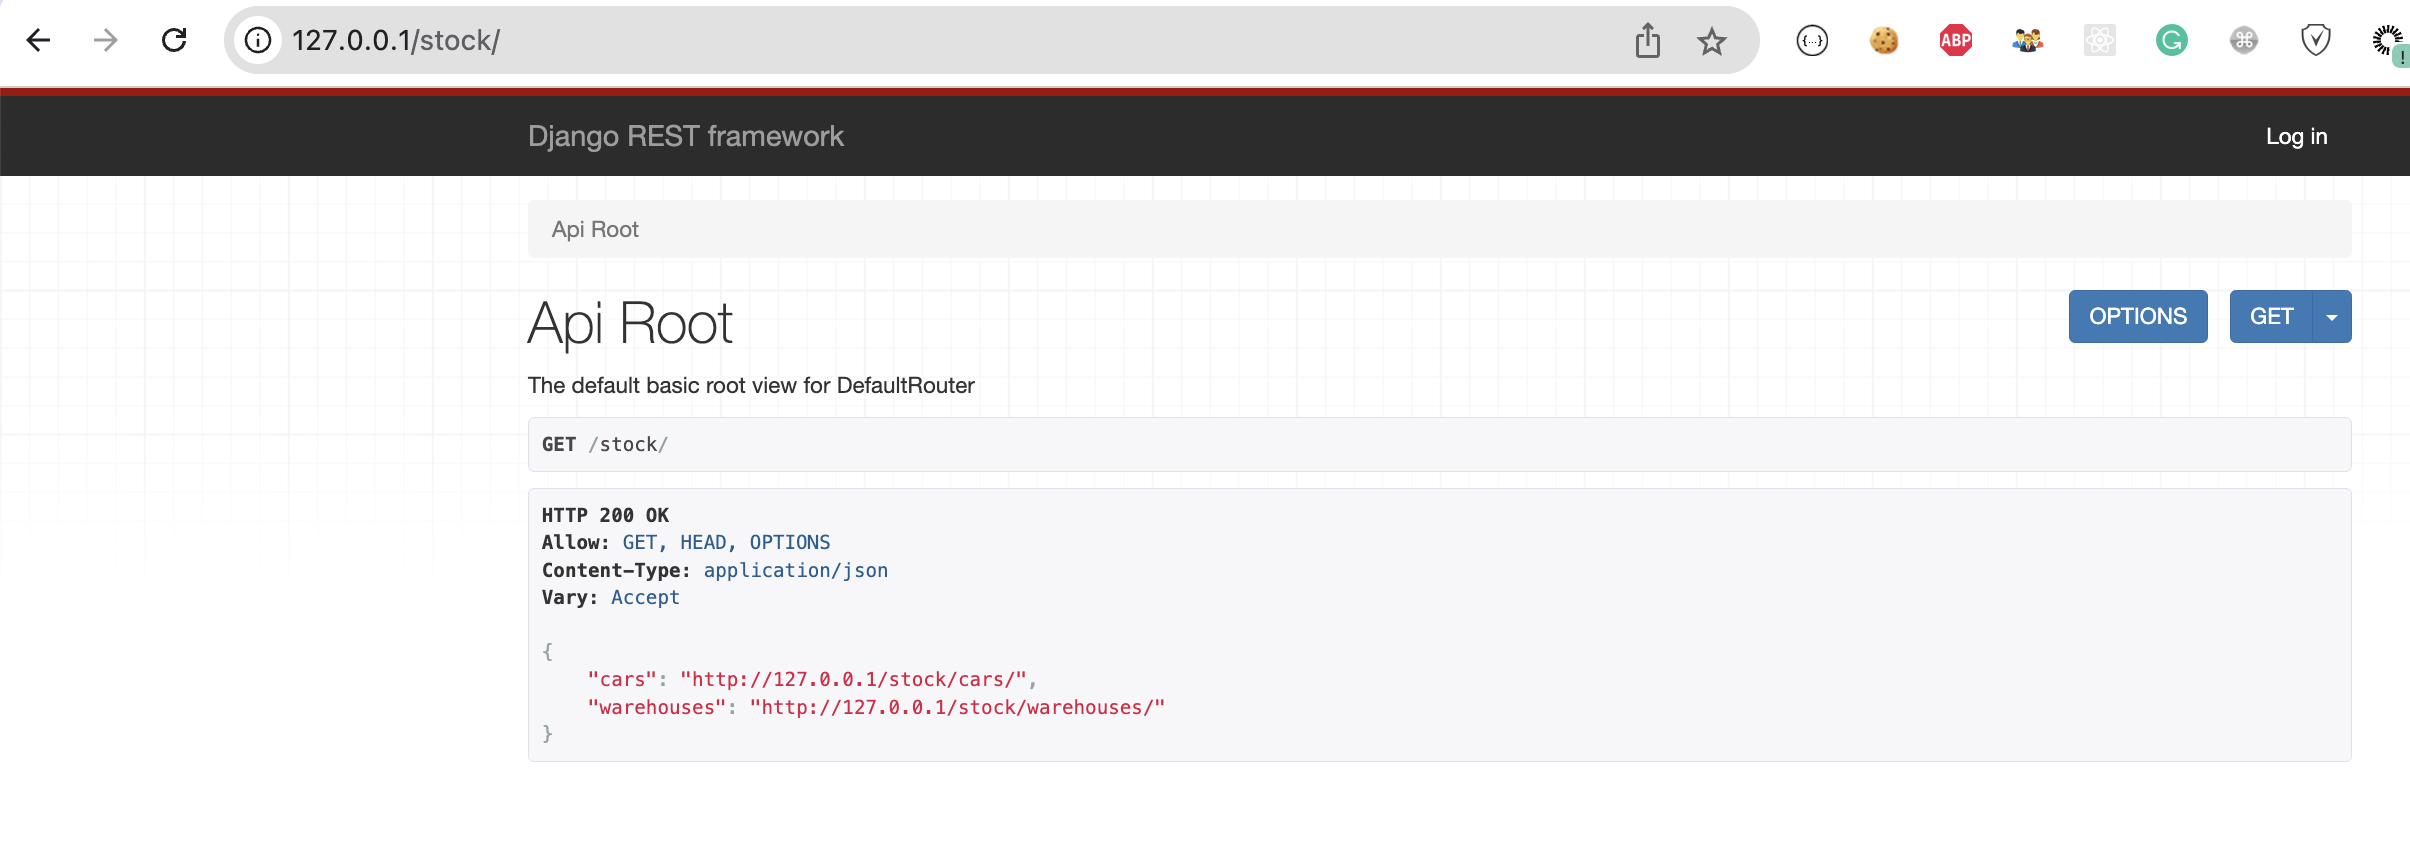 127.0.0.1/stock/
{...}
ABP
G
⌘
!
Django REST framework
Log in
Api Root
Api Root
OPTIONS
GET
The default basic root view for DefaultRouter
GET /stock/
HTTP 200 OK
Allow: GET, HEAD, OPTIONS
Content-Type: application/json
Vary: Accept
{
    "cars": "http://127.0.0.1/stock/cars/",
    "warehouses": "http://127.0.0.1/stock/warehouses/"
}